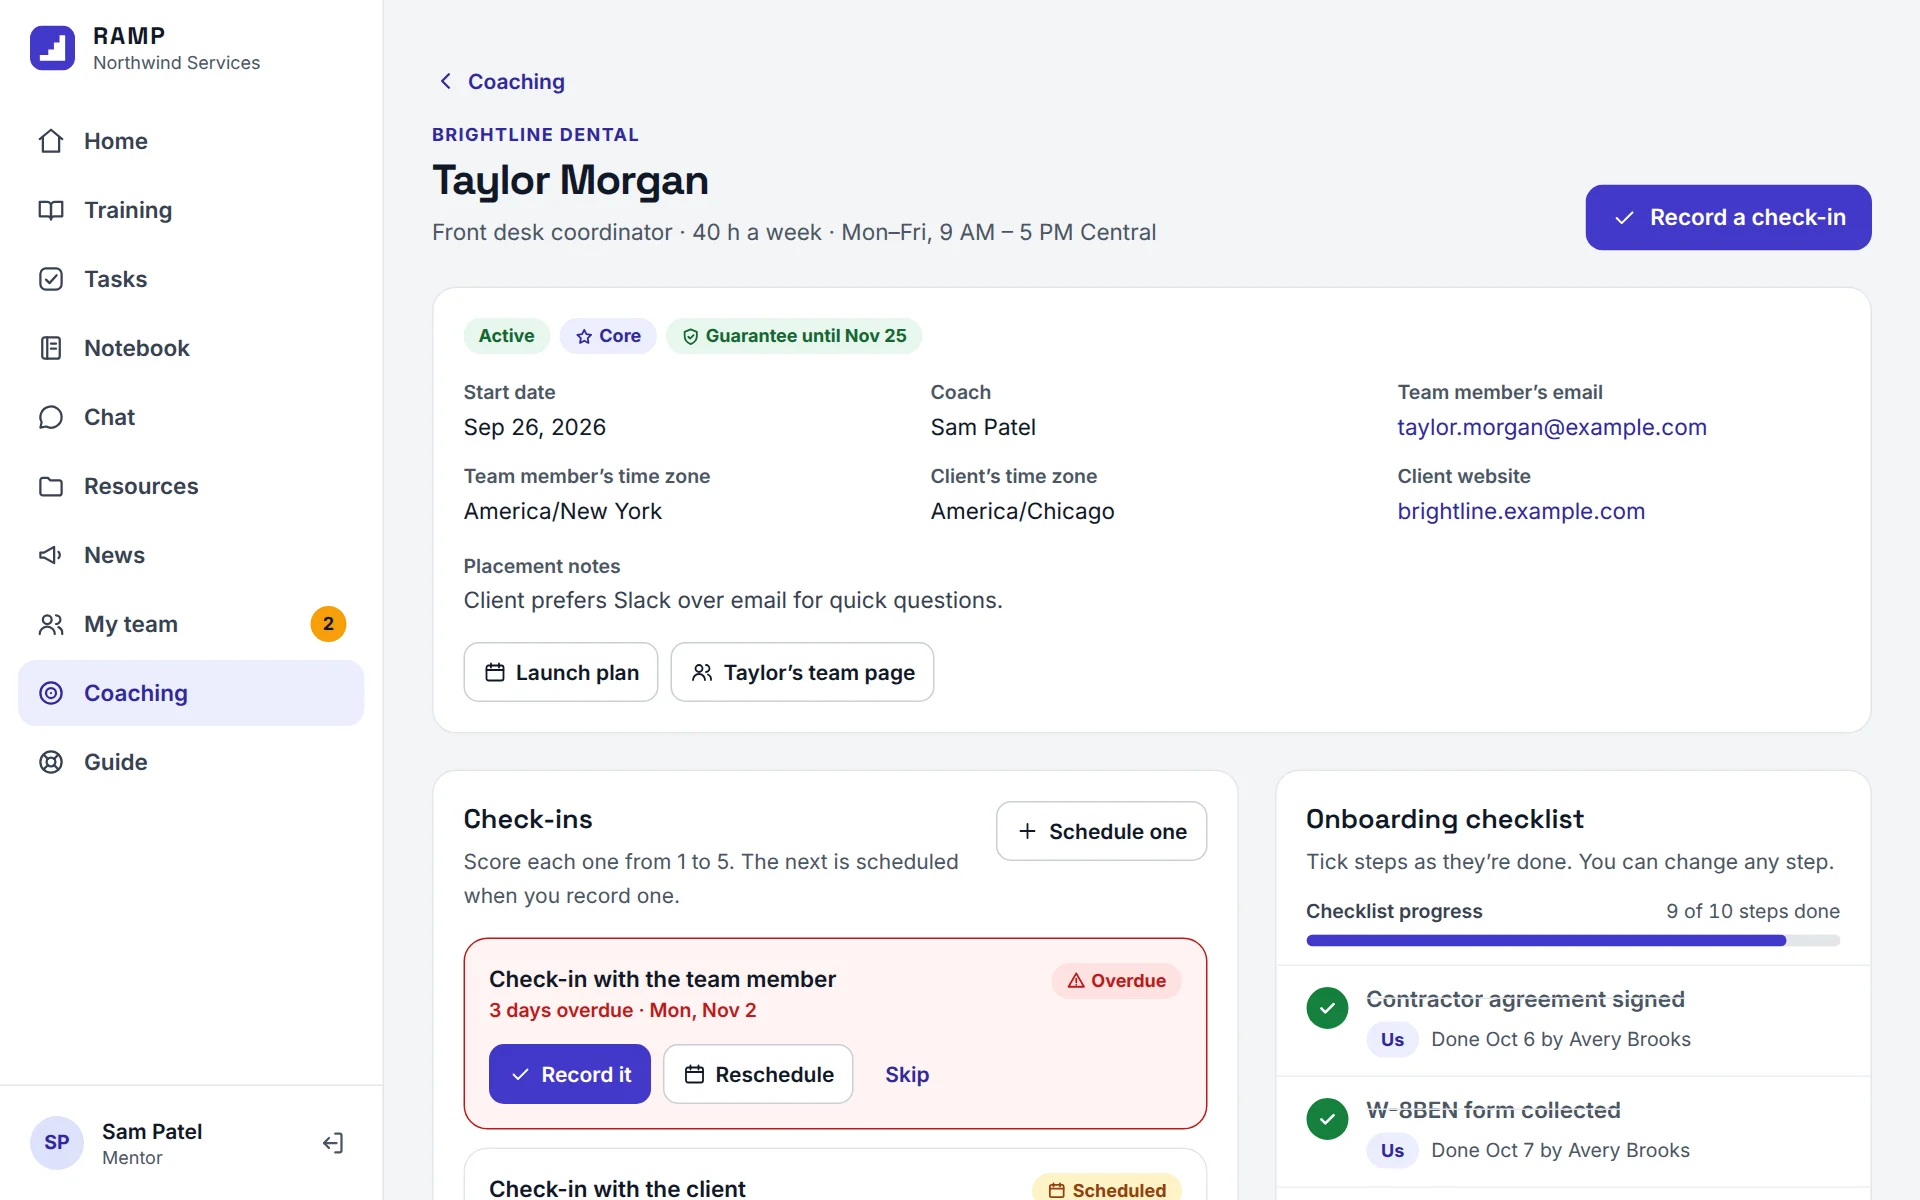 RAMP
Northwind Services
Home
Training
Tasks
Notebook
Chat
Resources
News
My team
2
Coaching
Guide
SP
Sam Patel
Mentor
Coaching
BRIGHTLINE DENTAL
Taylor Morgan
Front desk coordinator · 40 h a week · Mon–Fri, 9 AM – 5 PM Central
Record a check-in
Active
Core
Guarantee until Nov 25
Start date
Sep 26, 2026
Coach
Sam Patel
Team member’s email
taylor.morgan@example.com
Team member’s time zone
America/New York
Client’s time zone
America/Chicago
Client website
brightline.example.com
Placement notes
Client prefers Slack over email for quick questions.
Launch plan
Taylor’s team page
Check-ins
Score each one from 1 to 5. The next is scheduled
when you record one.
Schedule one
Check-in with the team member
Overdue
3 days overdue · Mon, Nov 2
Record it
Reschedule
Skip
Check-in with the client
Scheduled
Onboarding checklist
Tick steps as they’re done. You can change any step.
Checklist progress
9 of 10 steps done
Contractor agreement signed
Us
Done Oct 6 by Avery Brooks
W-8BEN form collected
Us
Done Oct 7 by Avery Brooks